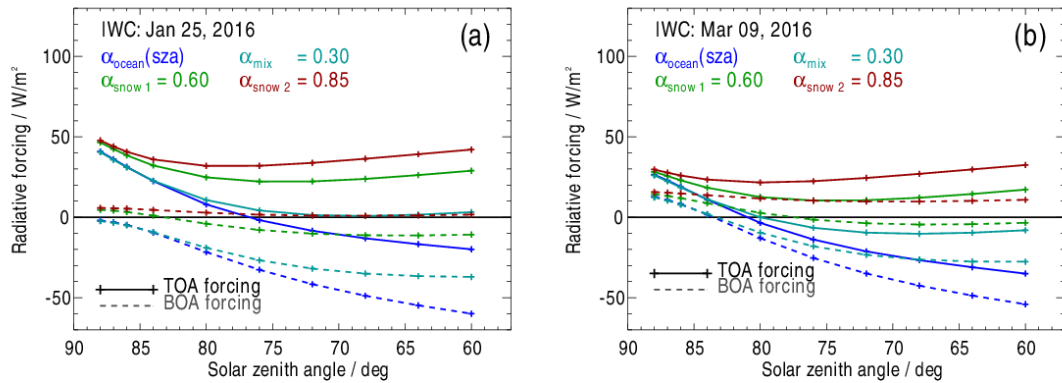 IWC: Jan 25, 2016
(a)
αocean(sza)
αmix = 0.30
αsnow 1 = 0.60
αsnow 2 = 0.85
Radiative forcing / W/m²
100
50
0
-50
TOA forcing
BOA forcing
90 85 80 75 70 65 60
Solar zenith angle / deg
IWC: Mar 09, 2016
(b)
αocean(sza)
αmix = 0.30
αsnow 1 = 0.60
αsnow 2 = 0.85
Radiative forcing / W/m²
100
50
0
-50
TOA forcing
BOA forcing
90 85 80 75 70 65 60
Solar zenith angle / deg